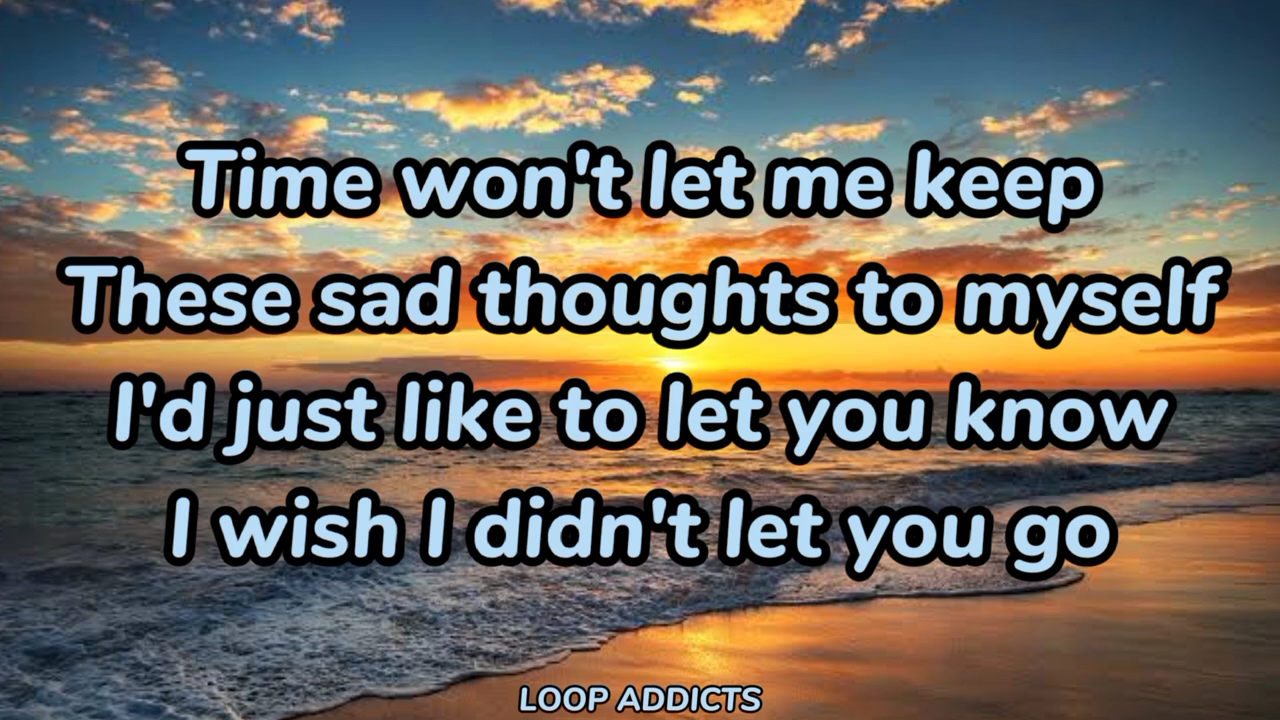 Time won't let me keep
These sad thoughts to myself
I'd just like to let you know
I wish I didn't let you go
LOOP ADDICTS